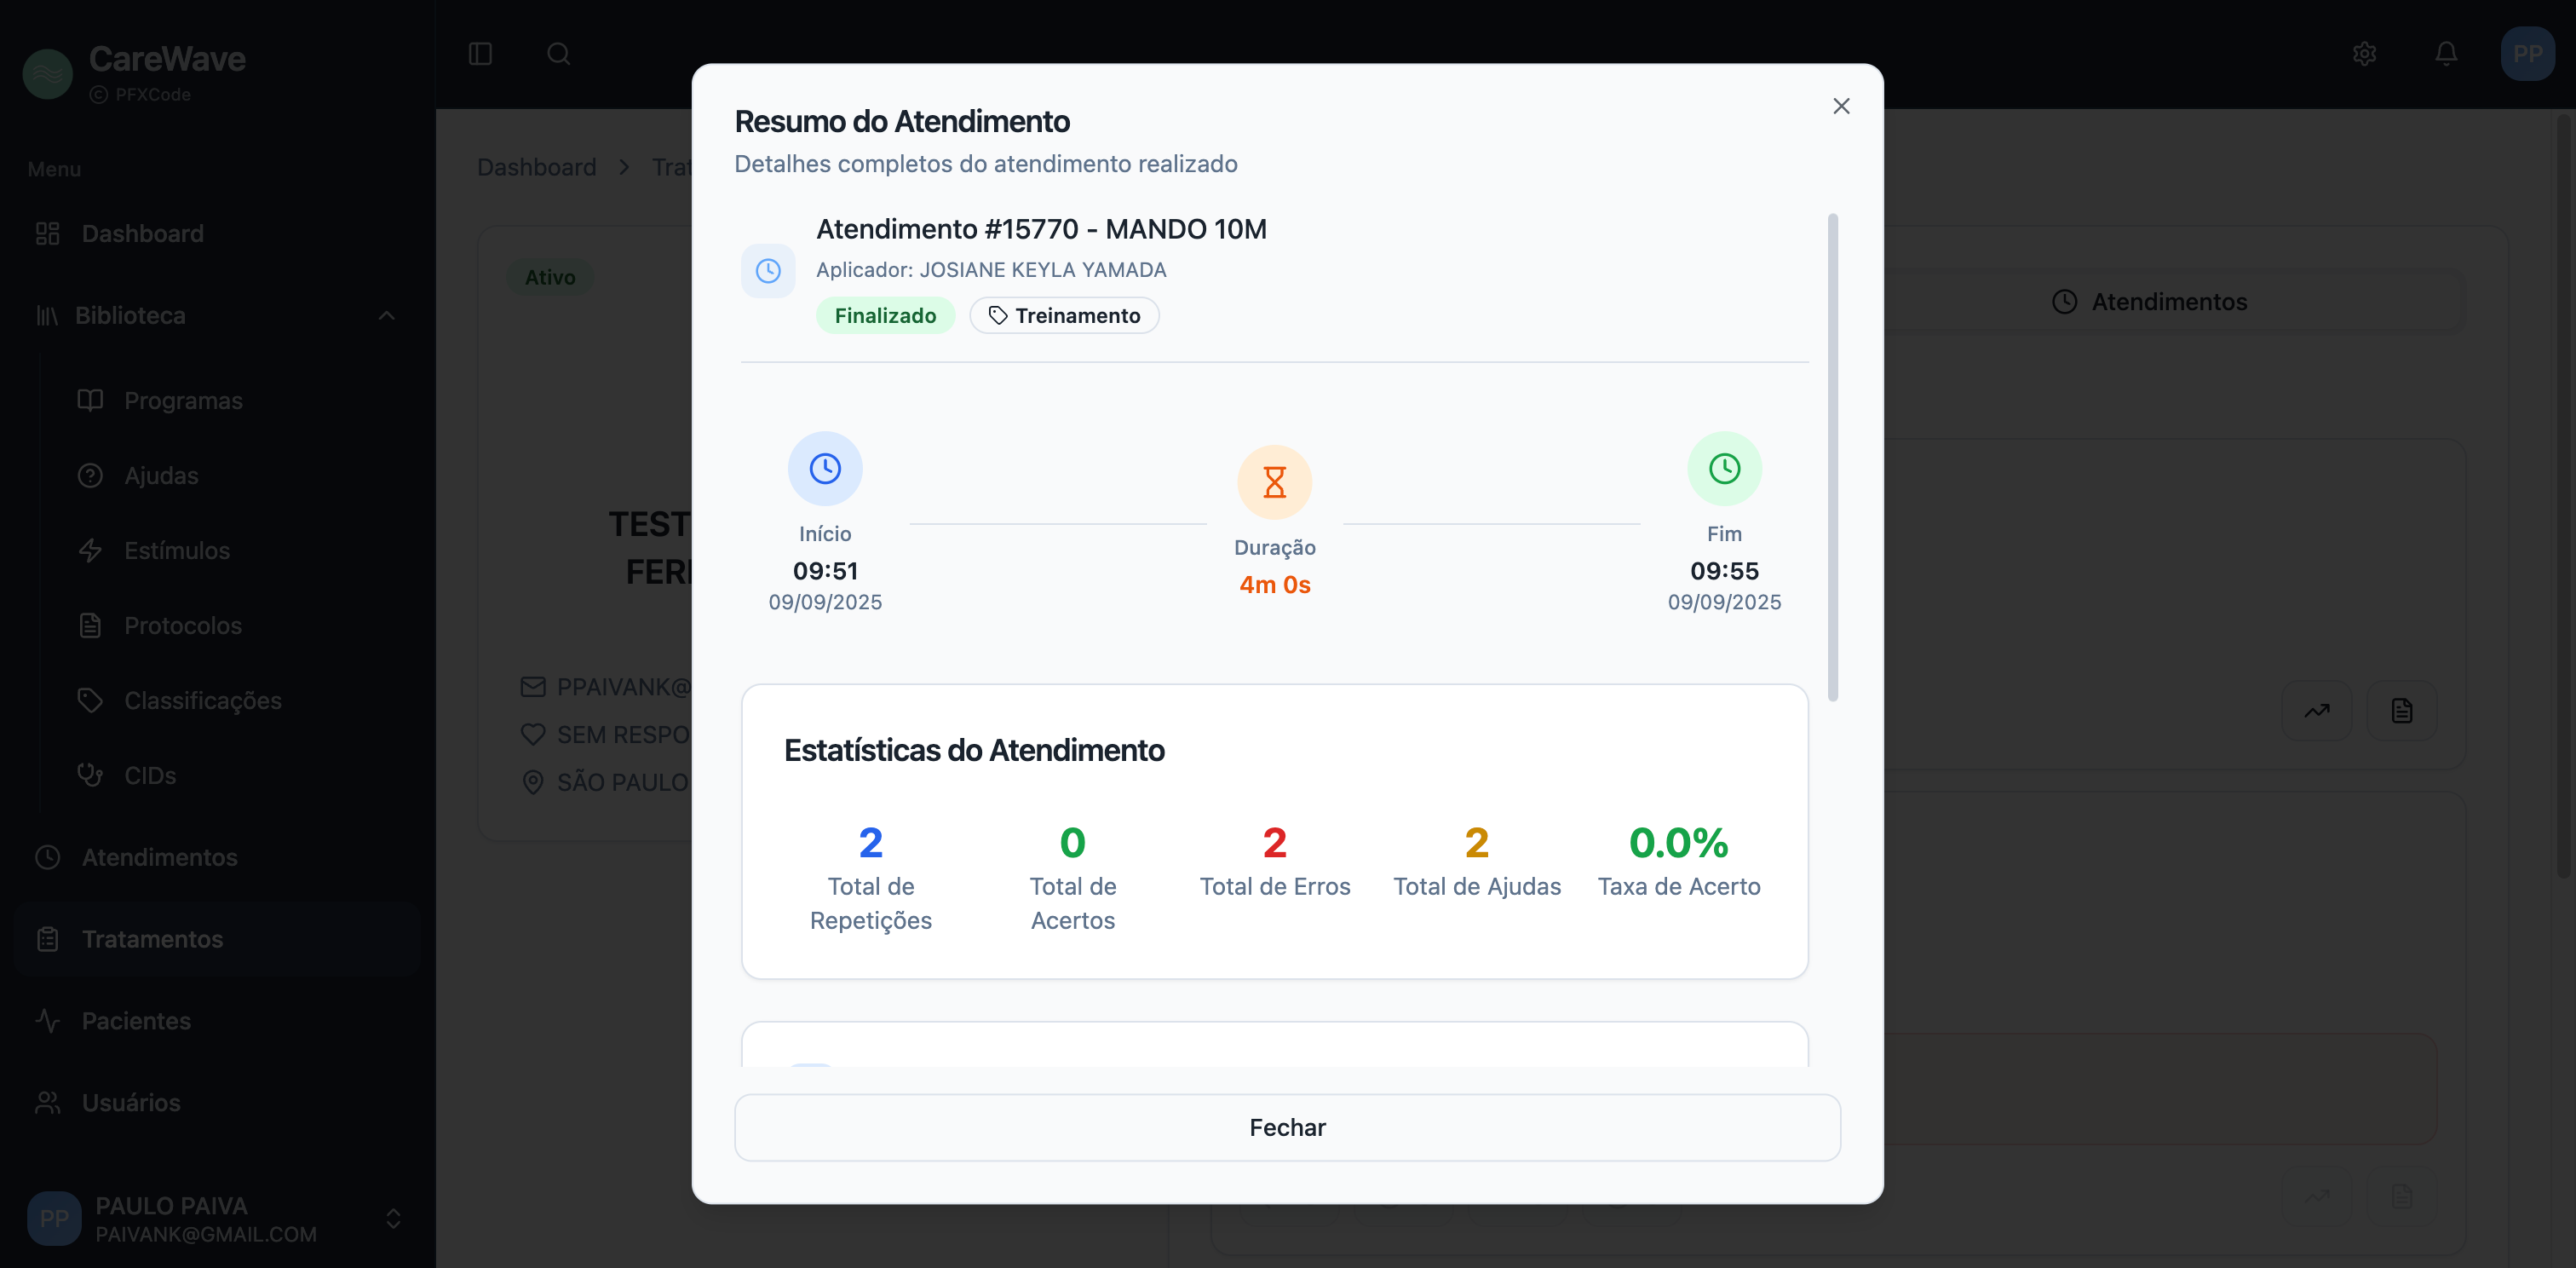 CareWave
© PFXCode
Menu
Dashboard
Biblioteca
Programas
Ajudas
Estímulos
Protocolos
Classificações
CIDs
Atendimentos
Tratamentos
Pacientes
Usuários
PP
PAULO PAIVA
PAIVANK@GMAIL.COM
PP
Dashboard > Trat
Ativo
TEST
FER
PPAIVANK@
SEM RESPO
SÃO PAULO
Atendimentos
Resumo do Atendimento
Detalhes completos do atendimento realizado
Atendimento #15770 - MANDO 10M
Aplicador: JOSIANE KEYLA YAMADA
Finalizado Treinamento
Início
09:51
09/09/2025
Duração
4m 0s
Fim
09:55
09/09/2025
Estatísticas do Atendimento
2
Total de
Repetições
0
Total de
Acertos
2
Total de Erros
2
Total de Ajudas
0.0%
Taxa de Acerto
Fechar